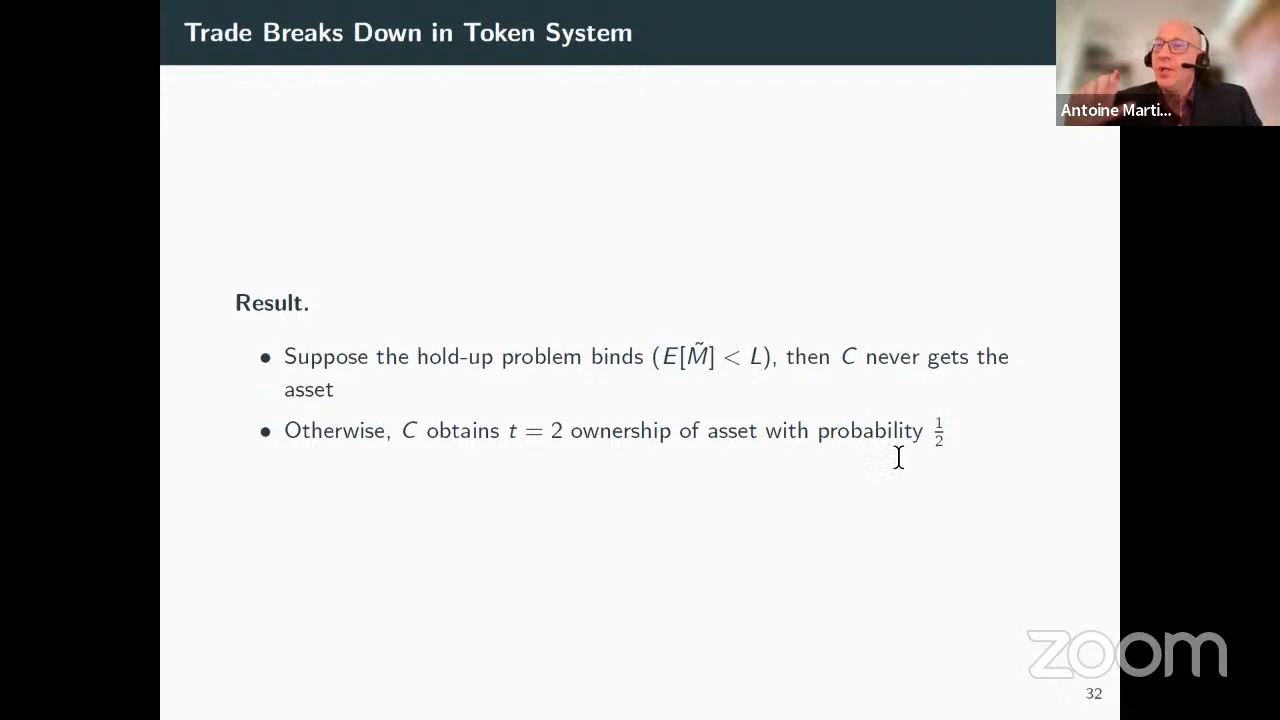 Trade Breaks Down in Token System
Antoine Marti...
Result.
• Suppose the hold-up problem binds (E[M̃] < L), then C never gets the
asset
• Otherwise, C obtains t = 2 ownership of asset with probability 1/2
zoom
32